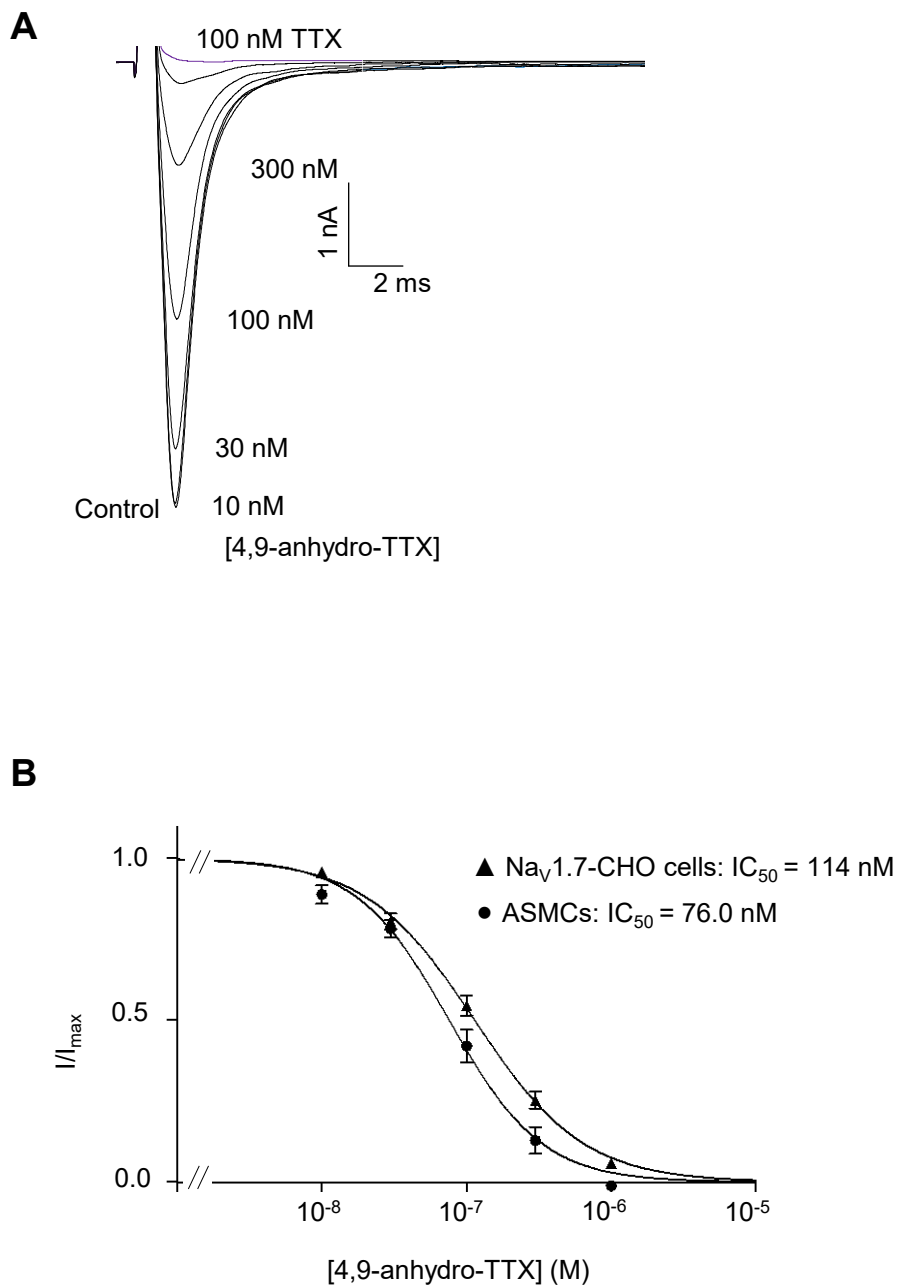 A
100 nM TTX
300 nM
1 nA
2 ms
100 nM
30 nM
Control
10 nM
[4,9-anhydro-TTX]
B
1.0
0.5
0.0
I/Imax
NaV1.7-CHO cells: IC50 = 114 nM
ASMCs: IC50 = 76.0 nM
10-8
10-7
10-6
10-5
[4,9-anhydro-TTX] (M)